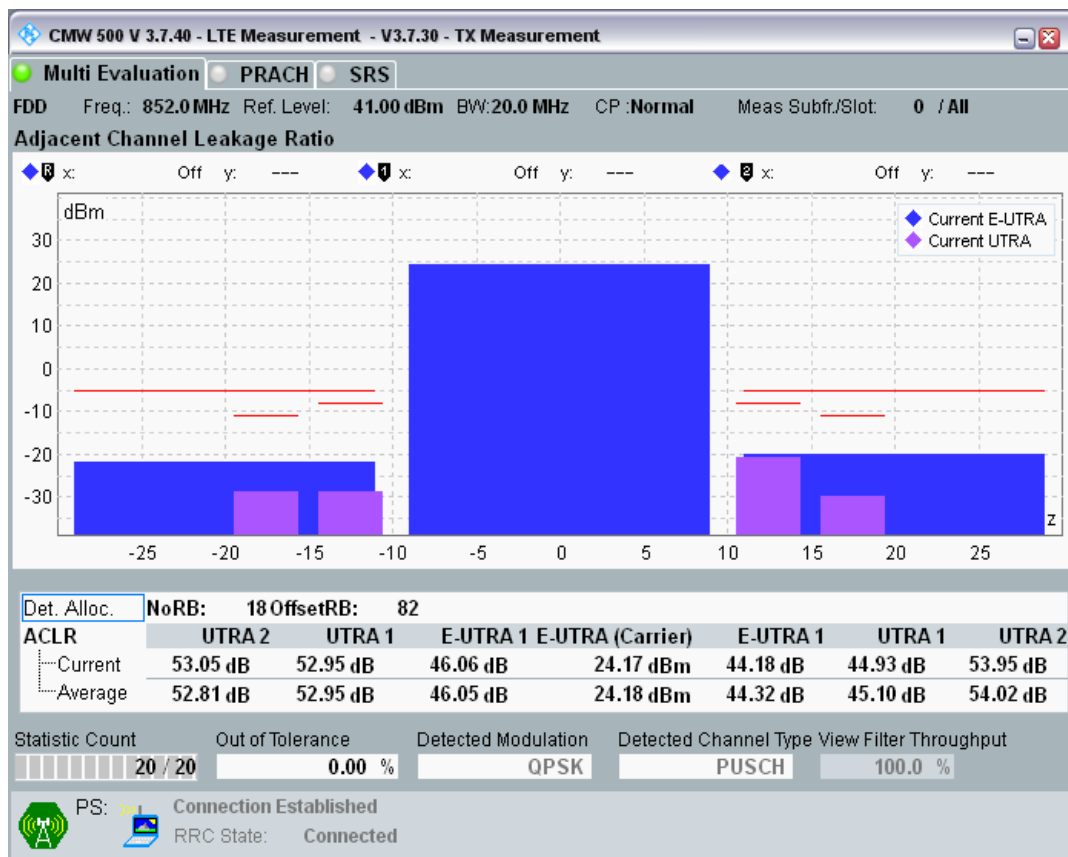 CMW 500 V 3.7.40 - LTE Measurement - V3.7.30 - TX Measurement
Multi Evaluation PRACH SRS
FDD Freq.: 852.0 MHz Ref. Level: 41.00 dBm BW:20.0 MHz CP :Normal Meas Subfr./Slot: 0 / All
Adjacent Channel Leakage Ratio
R x: Off y: --- 1 x: Off y: --- 2 x: Off y: ---
dBm
Current E-UTRA
Current UTRA
30
20
10
0
-10
-20
-30
z
-25 -20 -15 -10 -5 0 5 10 15 20 25
Det. Alloc. NoRB: 18 OffsetRB: 82
ACLR UTRA 2 UTRA 1 E-UTRA 1 E-UTRA (Carrier) E-UTRA 1 UTRA 1 UTRA 2
Current 53.05 dB 52.95 dB 46.06 dB 24.17 dBm 44.18 dB 44.93 dB 53.95 dB
Average 52.81 dB 52.95 dB 46.05 dB 24.18 dBm 44.32 dB 45.10 dB 54.02 dB
Statistic Count Out of Tolerance Detected Modulation Detected Channel Type View Filter Throughput
20 / 20 0.00 % QPSK PUSCH 100.0 %
PS: Connection Established
RRC State: Connected